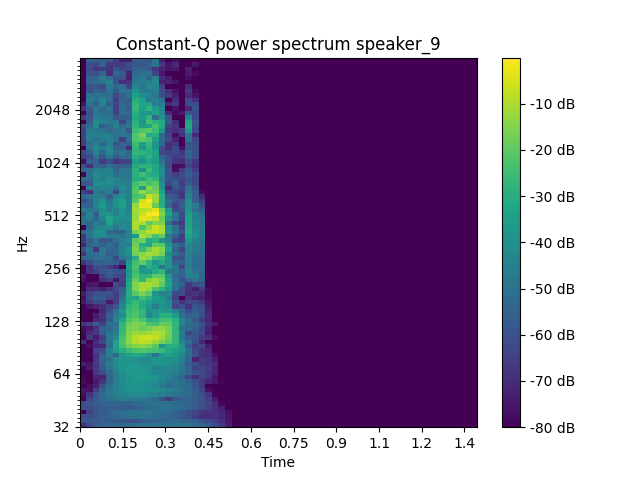 Constant-Q power spectrum speaker_9
Hz
2048
1024
512
256
128
64
32
0 0.15 0.3 0.45 0.6 0.75 0.9 1.1 1.2 1.4
Time
-10 dB
-20 dB
-30 dB
-40 dB
-50 dB
-60 dB
-70 dB
-80 dB